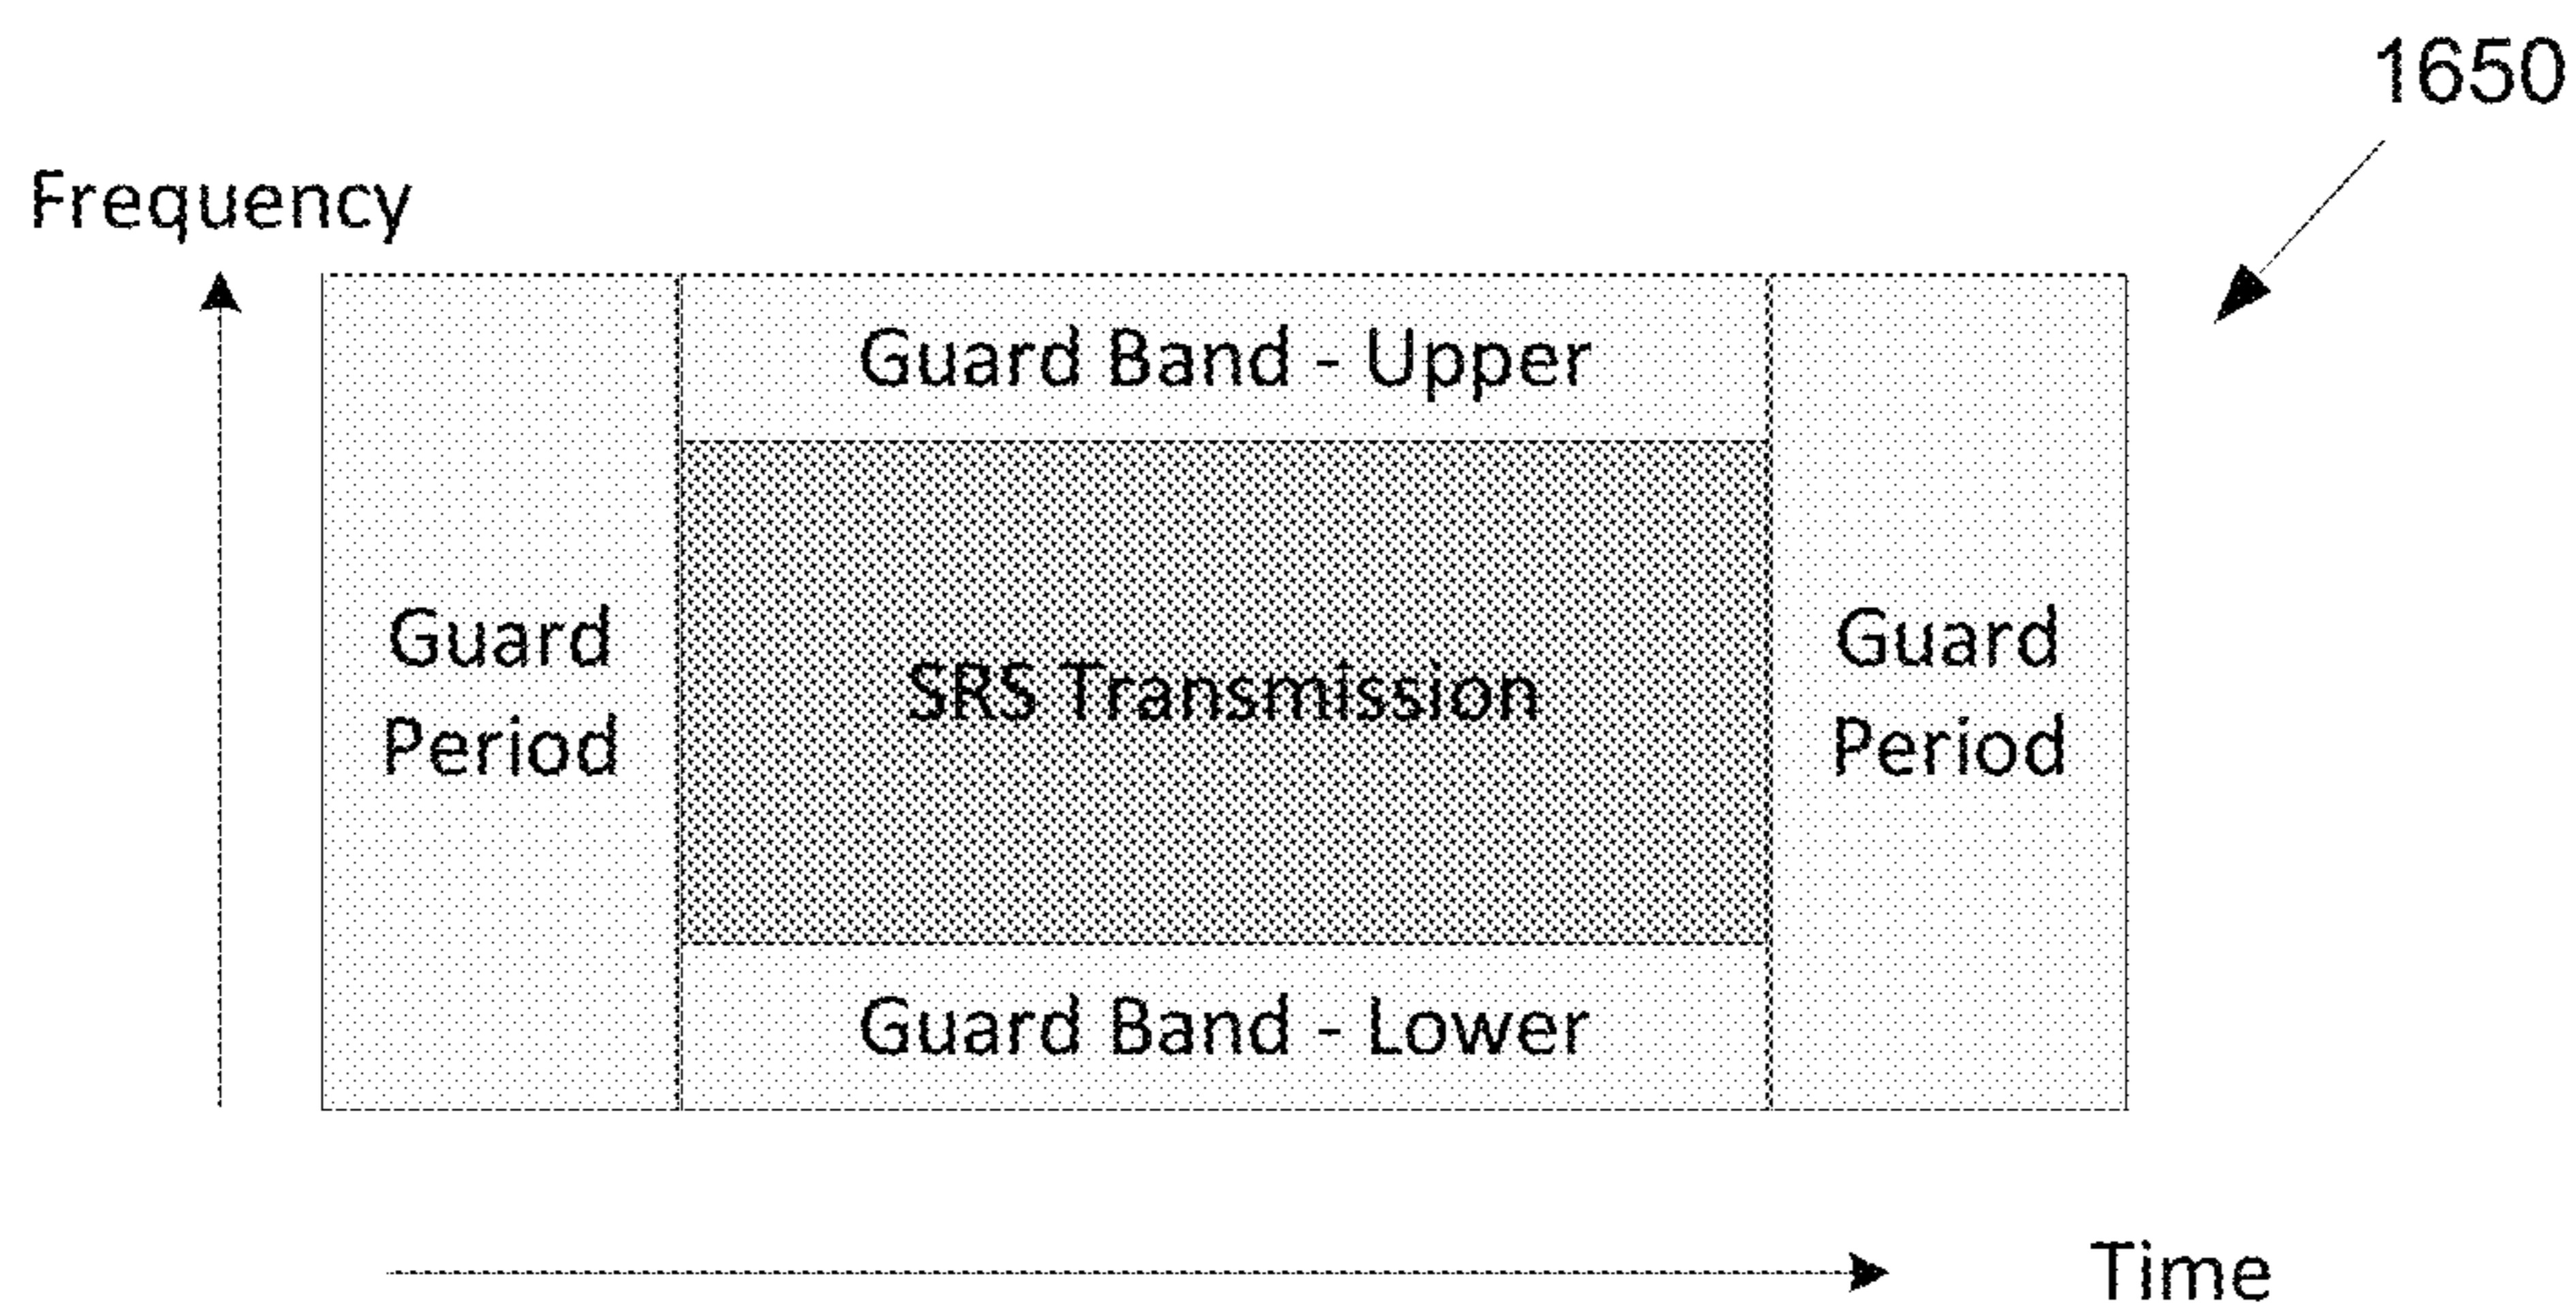 1650
Frequency
Guard Band - Upper
Guard
Period
SRS Transmission
Guard
Period
Guard Band - Lower
Time